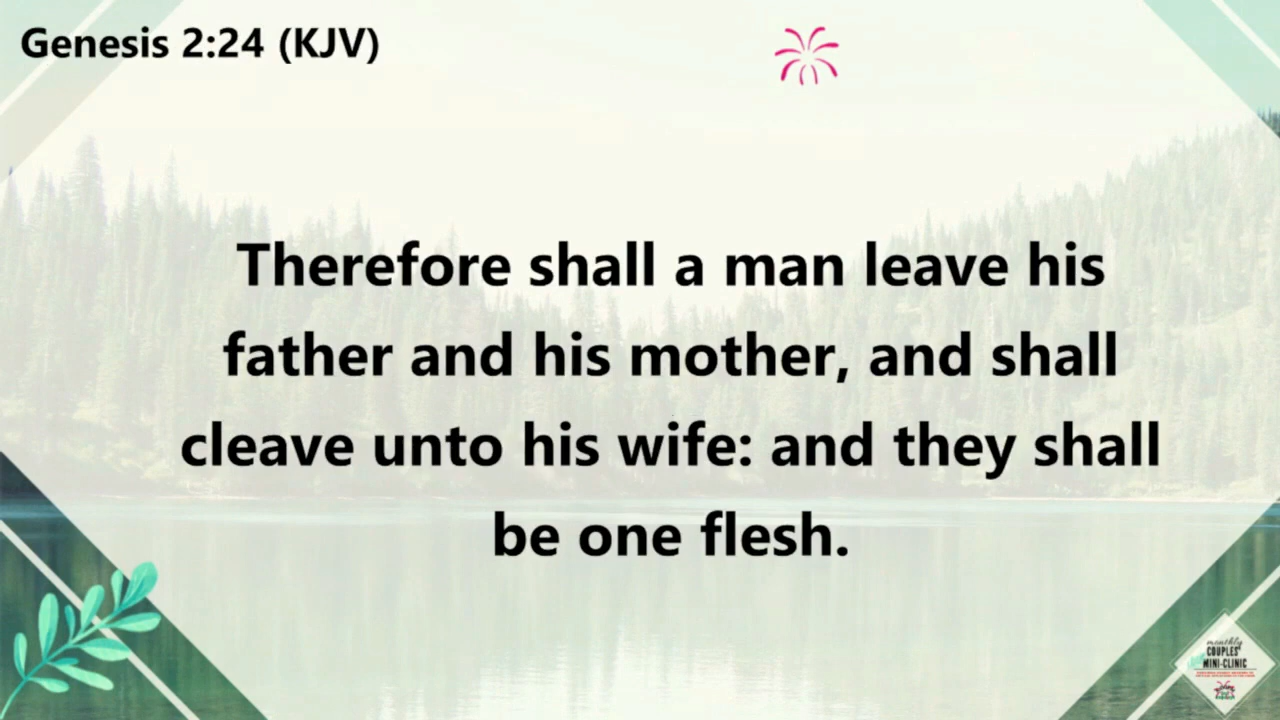 Genesis 2:24 (KJV)
Therefore shall a man leave his
father and his mother, and shall
cleave unto his wife: and they shall
be one flesh.
monthly
COUPLES'
MINI-CLINIC